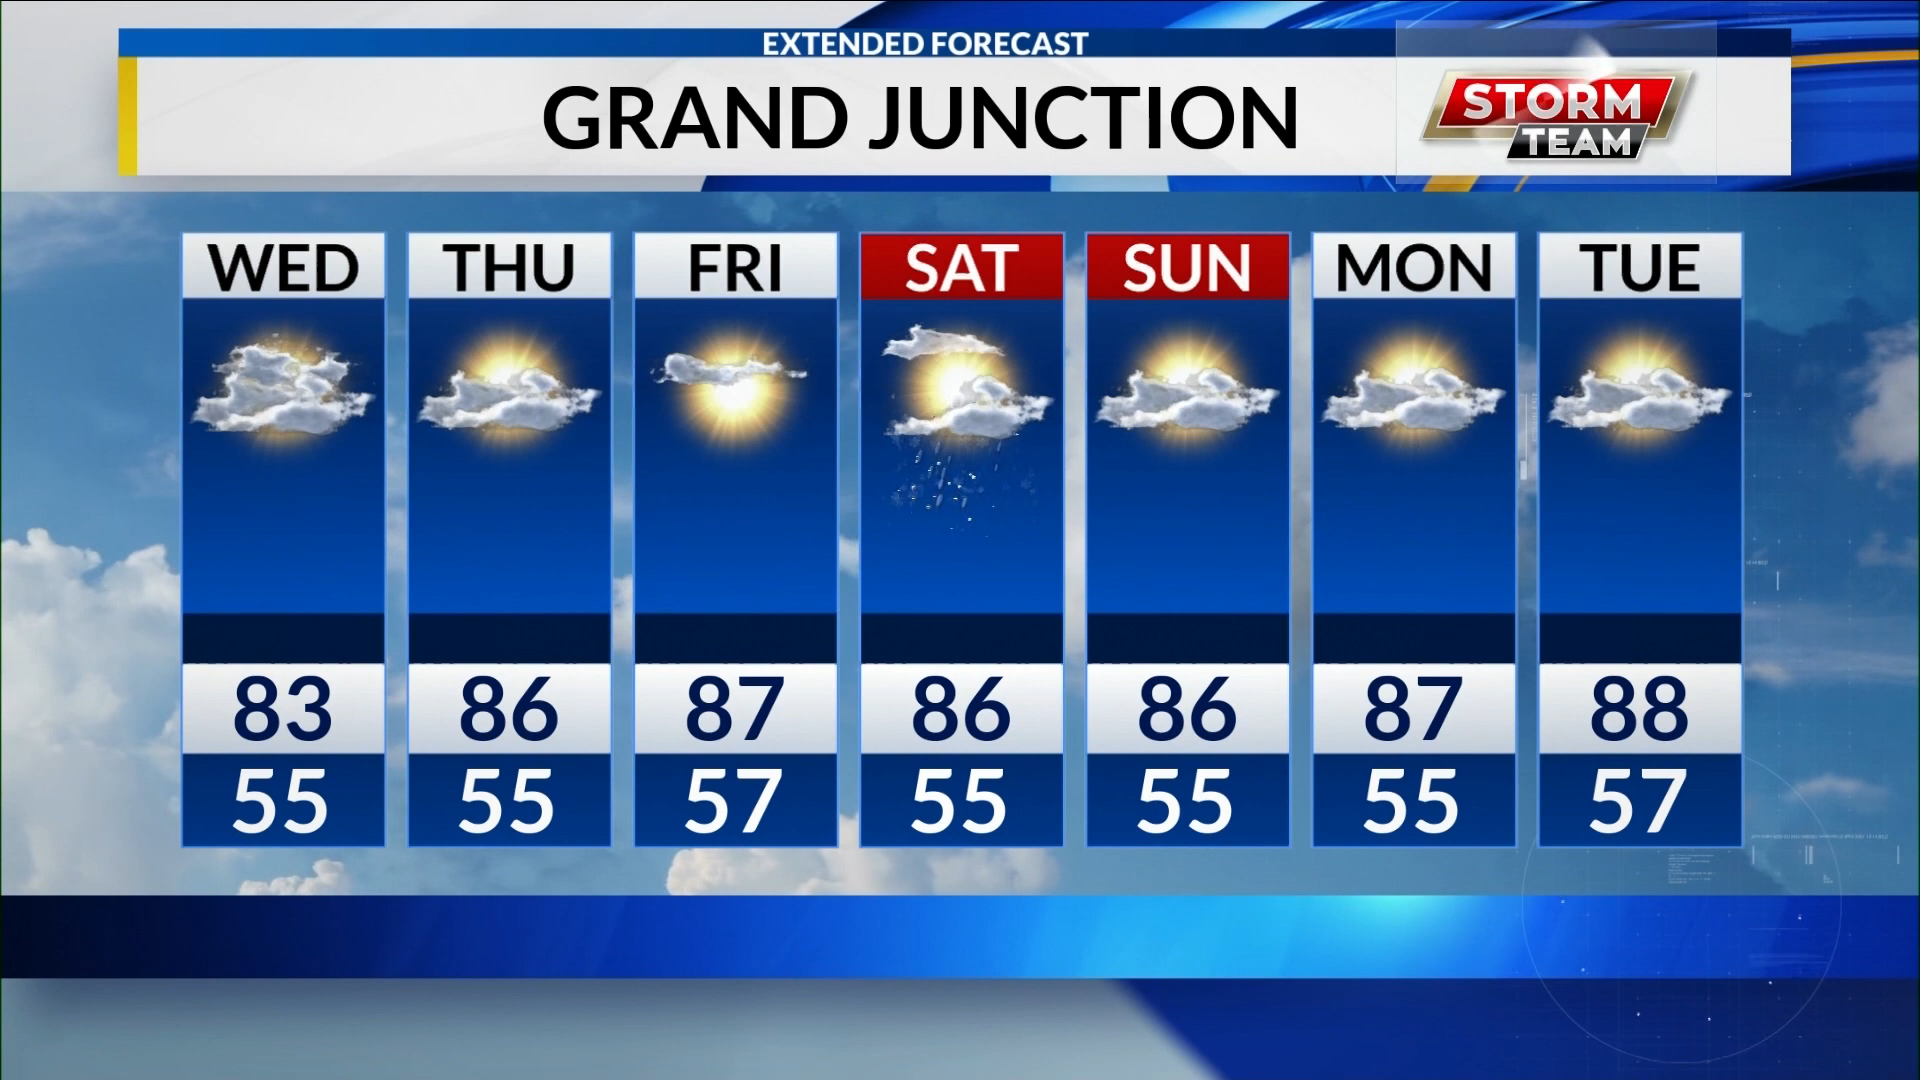 EXTENDED FORECAST
GRAND JUNCTION
STORM
TEAM
WED THU FRI SAT SUN MON TUE
83 86 87 86 86 87 88
55 55 57 55 55 55 57